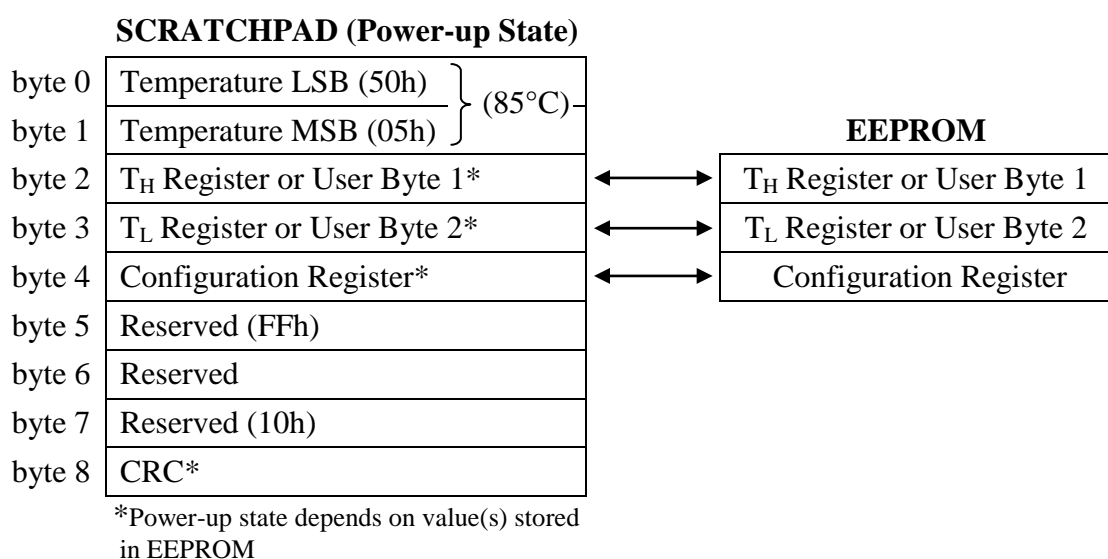 SCRATCHPAD (Power-up State)
byte 0 Temperature LSB (50h)
(85°C)
byte 1 Temperature MSB (05h)
EEPROM
byte 2 TH Register or User Byte 1* TH Register or User Byte 1
byte 3 TL Register or User Byte 2* TL Register or User Byte 2
byte 4 Configuration Register* Configuration Register
byte 5 Reserved (FFh)
byte 6 Reserved
byte 7 Reserved (10h)
byte 8 CRC*
*Power-up state depends on value(s) stored
in EEPROM